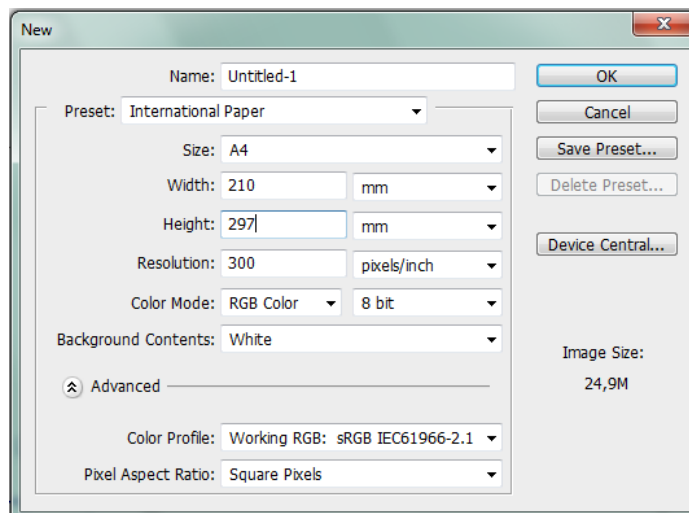 New
Name: Untitled-1
OK
Preset: International Paper
Cancel
Size: A4
Save Preset...
Width: 210 mm
Delete Preset...
Height: 297 mm
Device Central...
Resolution: 300 pixels/inch
Color Mode: RGB Color 8 bit
Background Contents: White
Image Size:
24,9M
Advanced
Color Profile: Working RGB: sRGB IEC61966-2.1
Pixel Aspect Ratio: Square Pixels